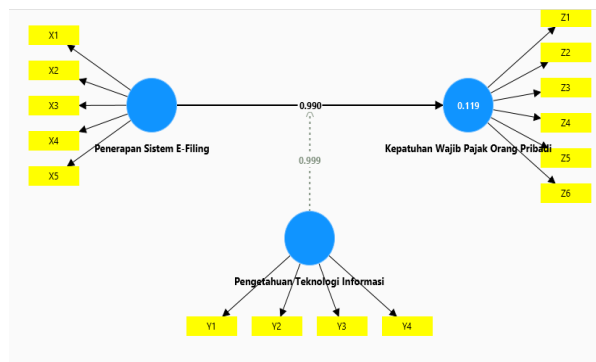 X1
X2
X3
X4
X5
Penerapan Sistem E-Filing
0.990
0.999
0.119
Kepatuhan Wajib Pajak Orang Pribadi
Z1
Z2
Z3
Z4
Z5
Z6
Pengetahuan Teknologi Informasi
Y1
Y2
Y3
Y4